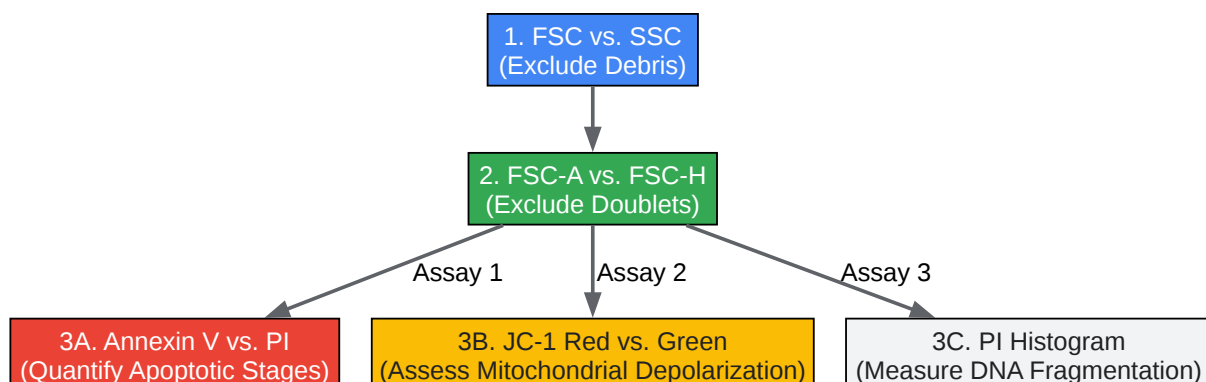 1. FSC vs. SSC
(Exclude Debris)
2. FSC-A vs. FSC-H
(Exclude Doublets)
Assay 1
Assay 2
Assay 3
3A. Annexin V vs. PI
(Quantify Apoptotic Stages)
3B. JC-1 Red vs. Green
(Assess Mitochondrial Depolarization)
3C. PI Histogram
(Measure DNA Fragmentation)